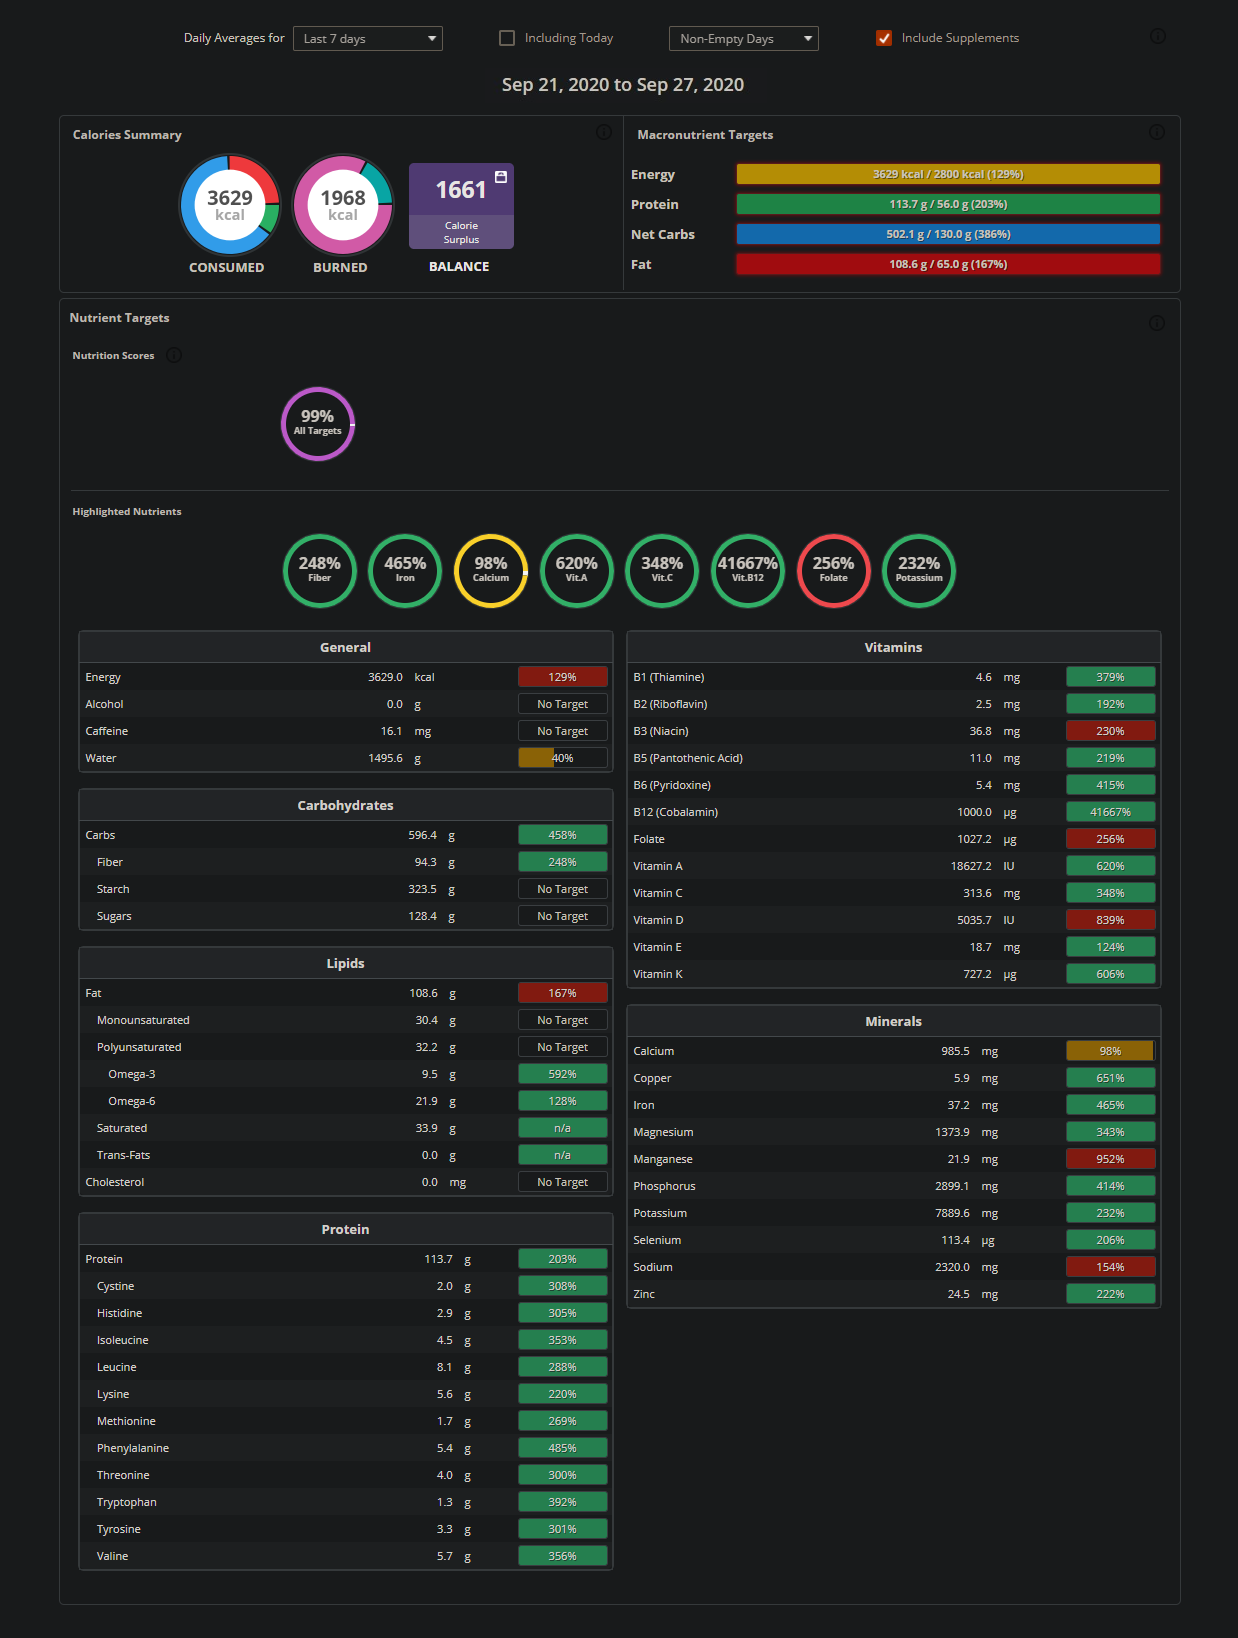 Daily Averages for Last 7 days Including Today Non-Empty Days Include Supplements
Sep 21, 2020 to Sep 27, 2020
Calories Summary
3629
kcal
CONSUMED
1968
kcal
BURNED
1661
Calorie
Surplus
BALANCE
Macronutrient Targets
Energy 3629 kcal / 2800 kcal (129%)
Protein 113.7 g / 56.0 g (203%)
Net Carbs 502.1 g / 130.0 g (386%)
Fat 108.6 g / 65.0 g (167%)
Nutrient Targets
Nutrition Scores
99%
All Targets
Highlighted Nutrients
248%
Fiber
465%
Iron
98%
Calcium
620%
Vit.A
348%
Vit.C
41667%
Vit.B12
256%
Folate
232%
Potassium
General
Energy 3629.0 kcal 129%
Alcohol 0.0 g No Target
Caffeine 16.1 mg No Target
Water 1495.6 g 40%
Carbohydrates
Carbs 596.4 g 458%
Fiber 94.3 g 248%
Starch 323.5 g No Target
Sugars 128.4 g No Target
Lipids
Fat 108.6 g 167%
Monounsaturated 30.4 g No Target
Polyunsaturated 32.2 g No Target
Omega-3 9.5 g 592%
Omega-6 21.9 g 128%
Saturated 33.9 g n/a
Trans-Fats 0.0 g n/a
Cholesterol 0.0 mg No Target
Protein
Protein 113.7 g 203%
Cystine 2.0 g 308%
Histidine 2.9 g 305%
Isoleucine 4.5 g 353%
Leucine 8.1 g 288%
Lysine 5.6 g 220%
Methionine 1.7 g 269%
Phenylalanine 5.4 g 485%
Threonine 4.0 g 300%
Tryptophan 1.3 g 392%
Tyrosine 3.3 g 301%
Valine 5.7 g 356%
Vitamins
B1 (Thiamine) 4.6 mg 379%
B2 (Riboflavin) 2.5 mg 192%
B3 (Niacin) 36.8 mg 230%
B5 (Pantothenic Acid) 11.0 mg 219%
B6 (Pyridoxine) 5.4 mg 415%
B12 (Cobalamin) 1000.0 µg 41667%
Folate 1027.2 µg 256%
Vitamin A 18627.2 IU 620%
Vitamin C 313.6 mg 348%
Vitamin D 5035.7 IU 839%
Vitamin E 18.7 mg 124%
Vitamin K 727.2 µg 606%
Minerals
Calcium 985.5 mg 98%
Copper 5.9 mg 651%
Iron 37.2 mg 465%
Magnesium 1373.9 mg 343%
Manganese 21.9 mg 952%
Phosphorus 2899.1 mg 414%
Potassium 7889.6 mg 232%
Selenium 113.4 µg 206%
Sodium 2320.0 mg 154%
Zinc 24.5 mg 222%